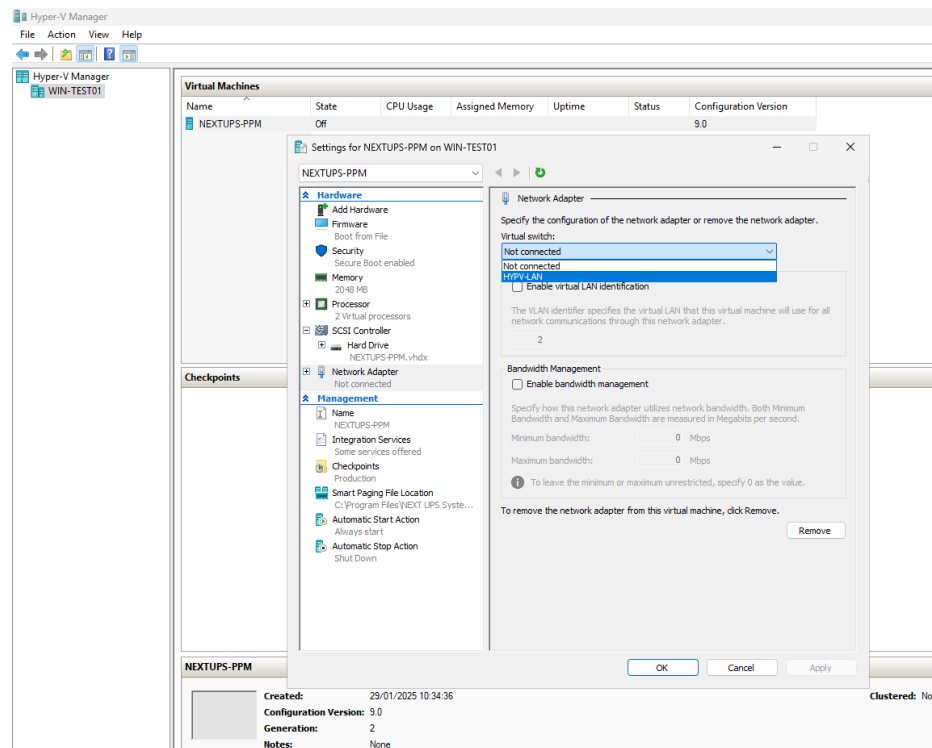 Hyper-V Manager
File Action View Help
Hyper-V Manager
WIN-TEST01
Virtual Machines
Name State CPU Usage Assigned Memory Uptime Status Configuration Version
NEXTUPS-PPM Off 9.0
Settings for NEXTUPS-PPM on WIN-TEST01
NEXTUPS-PPM
Hardware
Add Hardware
Firmware
Boot from File
Security
Secure Boot enabled
Memory
2048 MB
Processor
2 Virtual processors
SCSI Controller
Hard Drive
NEXTUPS-PPM.vhdx
Network Adapter
Not connected
Management
Name
NEXTUPS-PPM
Integration Services
Some services offered
Checkpoints
Production
Smart Paging File Location
C:\Program Files\NEXT UPS Syste...
Automatic Start Action
Always start
Automatic Stop Action
Shut Down
Network Adapter
Specify the configuration of the network adapter or remove the network adapter.
Virtual switch:
Not connected
Not connected
HYPV-LAN
Enable virtual LAN identification
The VLAN identifier specifies the virtual LAN that this virtual machine will use for all
network communications through this network adapter.
2
Bandwidth Management
Enable bandwidth management
Specify how this network adapter utilizes network bandwidth. Both Minimum
Bandwidth and Maximum Bandwidth are measured in Megabits per second.
Minimum bandwidth: 0 Mbps
Maximum bandwidth: 0 Mbps
To leave the minimum or maximum unrestricted, specify 0 as the value.
To remove the network adapter from this virtual machine, click Remove.
Remove
OK Cancel Apply
Checkpoints
NEXTUPS-PPM
Created: 29/01/2025 10:34:36 Clustered: No
Configuration Version: 9.0
Generation: 2
Notes: None